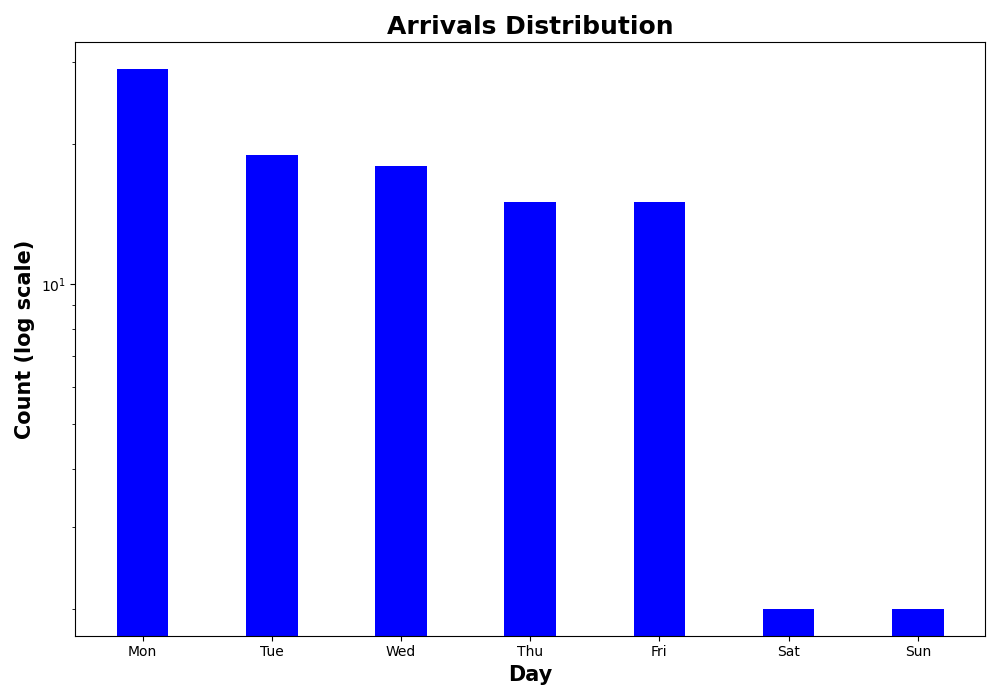 Arrivals Distribution
Count (log scale)
10¹
Mon Tue Wed Thu Fri Sat Sun
Day